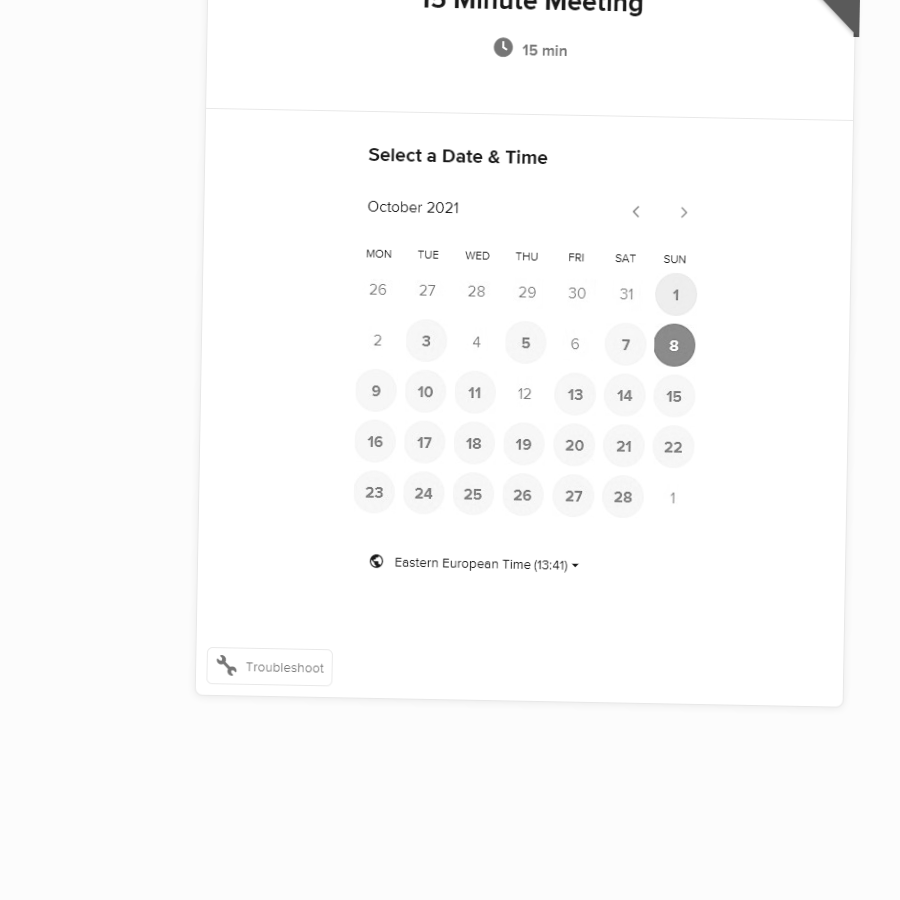 15 Minute Meeting
15 min
Select a Date & Time
October 2021
MON TUE WED THU FRI SAT SUN
26 27 28 29 30 31 1
2 3 4 5 6 7 8
9 10 11 12 13 14 15
16 17 18 19 20 21 22
23 24 25 26 27 28 1
Eastern European Time (13:41)
Troubleshoot